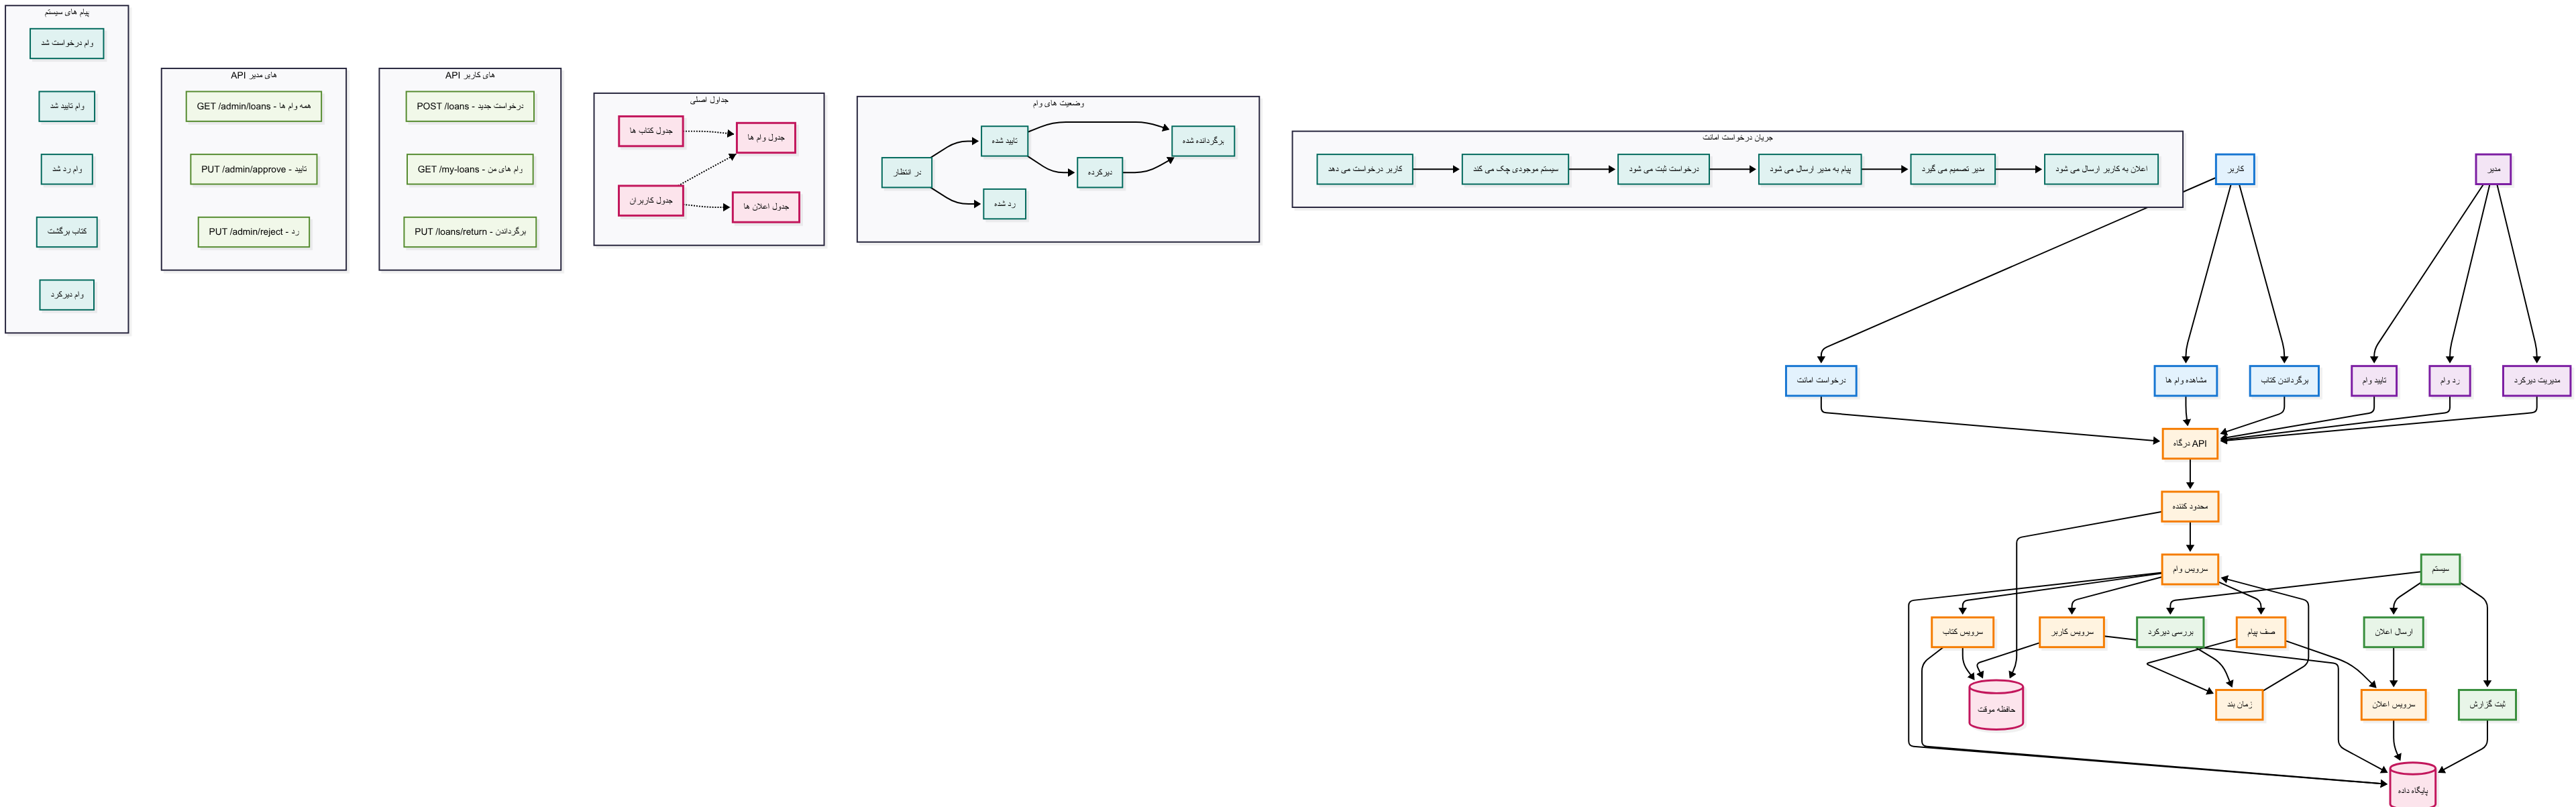 پیام های سیستم
وام درخواست شد
وام تایید شد
وام رد شد
کتاب برگشت
وام دیرکرد
های مدیر API
GET /admin/loans - همه وام ها
PUT /admin/approve - تایید
PUT /admin/reject - رد
های کاربر API
POST /loans - درخواست جدید
GET /my-loans - وام های من
PUT /loans/return - برگرداندن
جداول اصلی
جدول کتاب ها
جدول وام ها
جدول کاربران
جدول اعلان ها
وضعیت های وام
در انتظار
تایید شده
رد شده
دیرکرده
برگردانده شده
جریان درخواست امانت
کاربر درخواست می دهد
سیستم موجودی چک می کند
درخواست ثبت می شود
پیام به مدیر ارسال می شود
مدیر تصمیم می گیرد
اعلان به کاربر ارسال می شود
کاربر
مدیر
درخواست امانت
مشاهده وام ها
برگرداندن کتاب
تایید وام
رد وام
مدیریت دیرکرد
درگاه API
محدود کننده
سرویس وام
سیستم
سرویس کتاب
سرویس کاربر
بررسی دیرکرد
صف پیام
ارسال اعلان
حافظه موقت
زمان بند
سرویس اعلان
ثبت گزارش
پایگاه داده